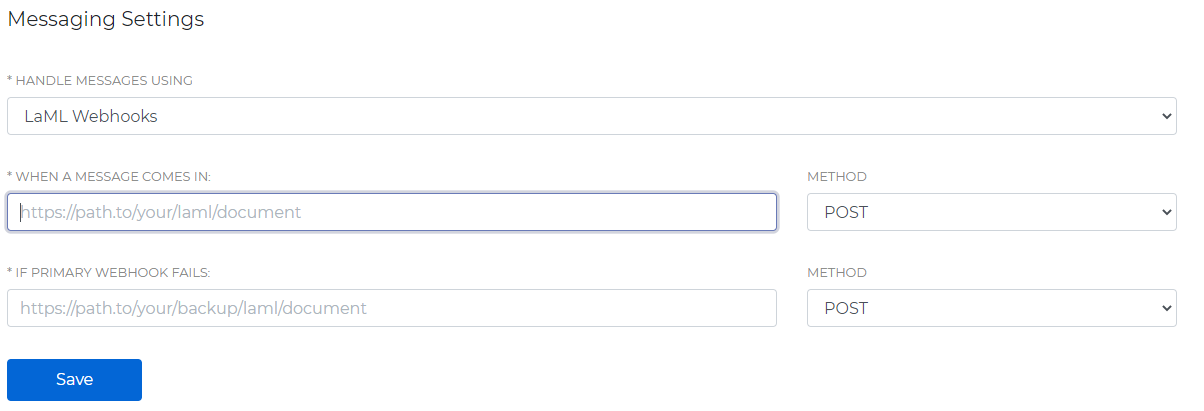 Messaging Settings
* HANDLE MESSAGES USING
LaML Webhooks
* WHEN A MESSAGE COMES IN: METHOD
https://path.to/your/laml/document POST
* IF PRIMARY WEBHOOK FAILS: METHOD
https://path.to/your/backup/laml/document POST
Save